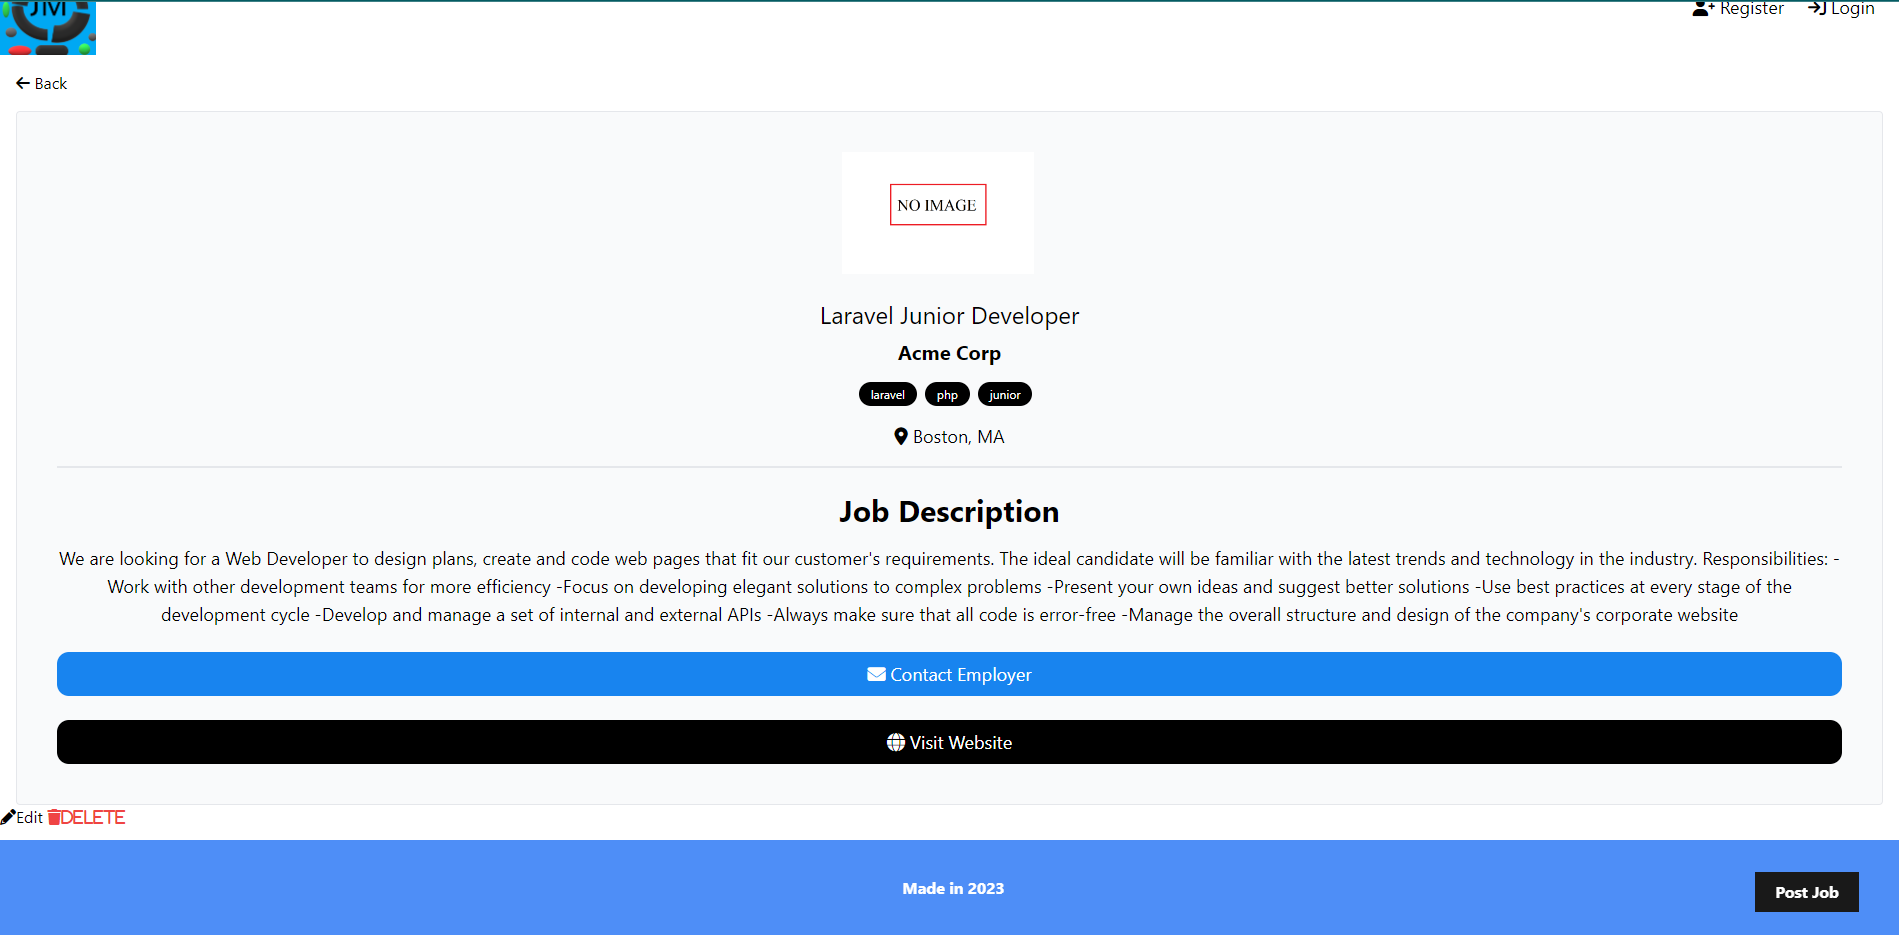 Register Login
Back
NO IMAGE
Laravel Junior Developer
Acme Corp
laravel php junior
Boston, MA
Job Description
We are looking for a Web Developer to design plans, create and code web pages that fit our customer's requirements. The ideal candidate will be familiar with the latest trends and technology in the industry. Responsibilities: -
Work with other development teams for more efficiency -Focus on developing elegant solutions to complex problems -Present your own ideas and suggest better solutions -Use best practices at every stage of the
development cycle -Develop and manage a set of internal and external APIs -Always make sure that all code is error-free -Manage the overall structure and design of the company's corporate website
Contact Employer
Visit Website
Edit DELETE
Made in 2023
Post Job